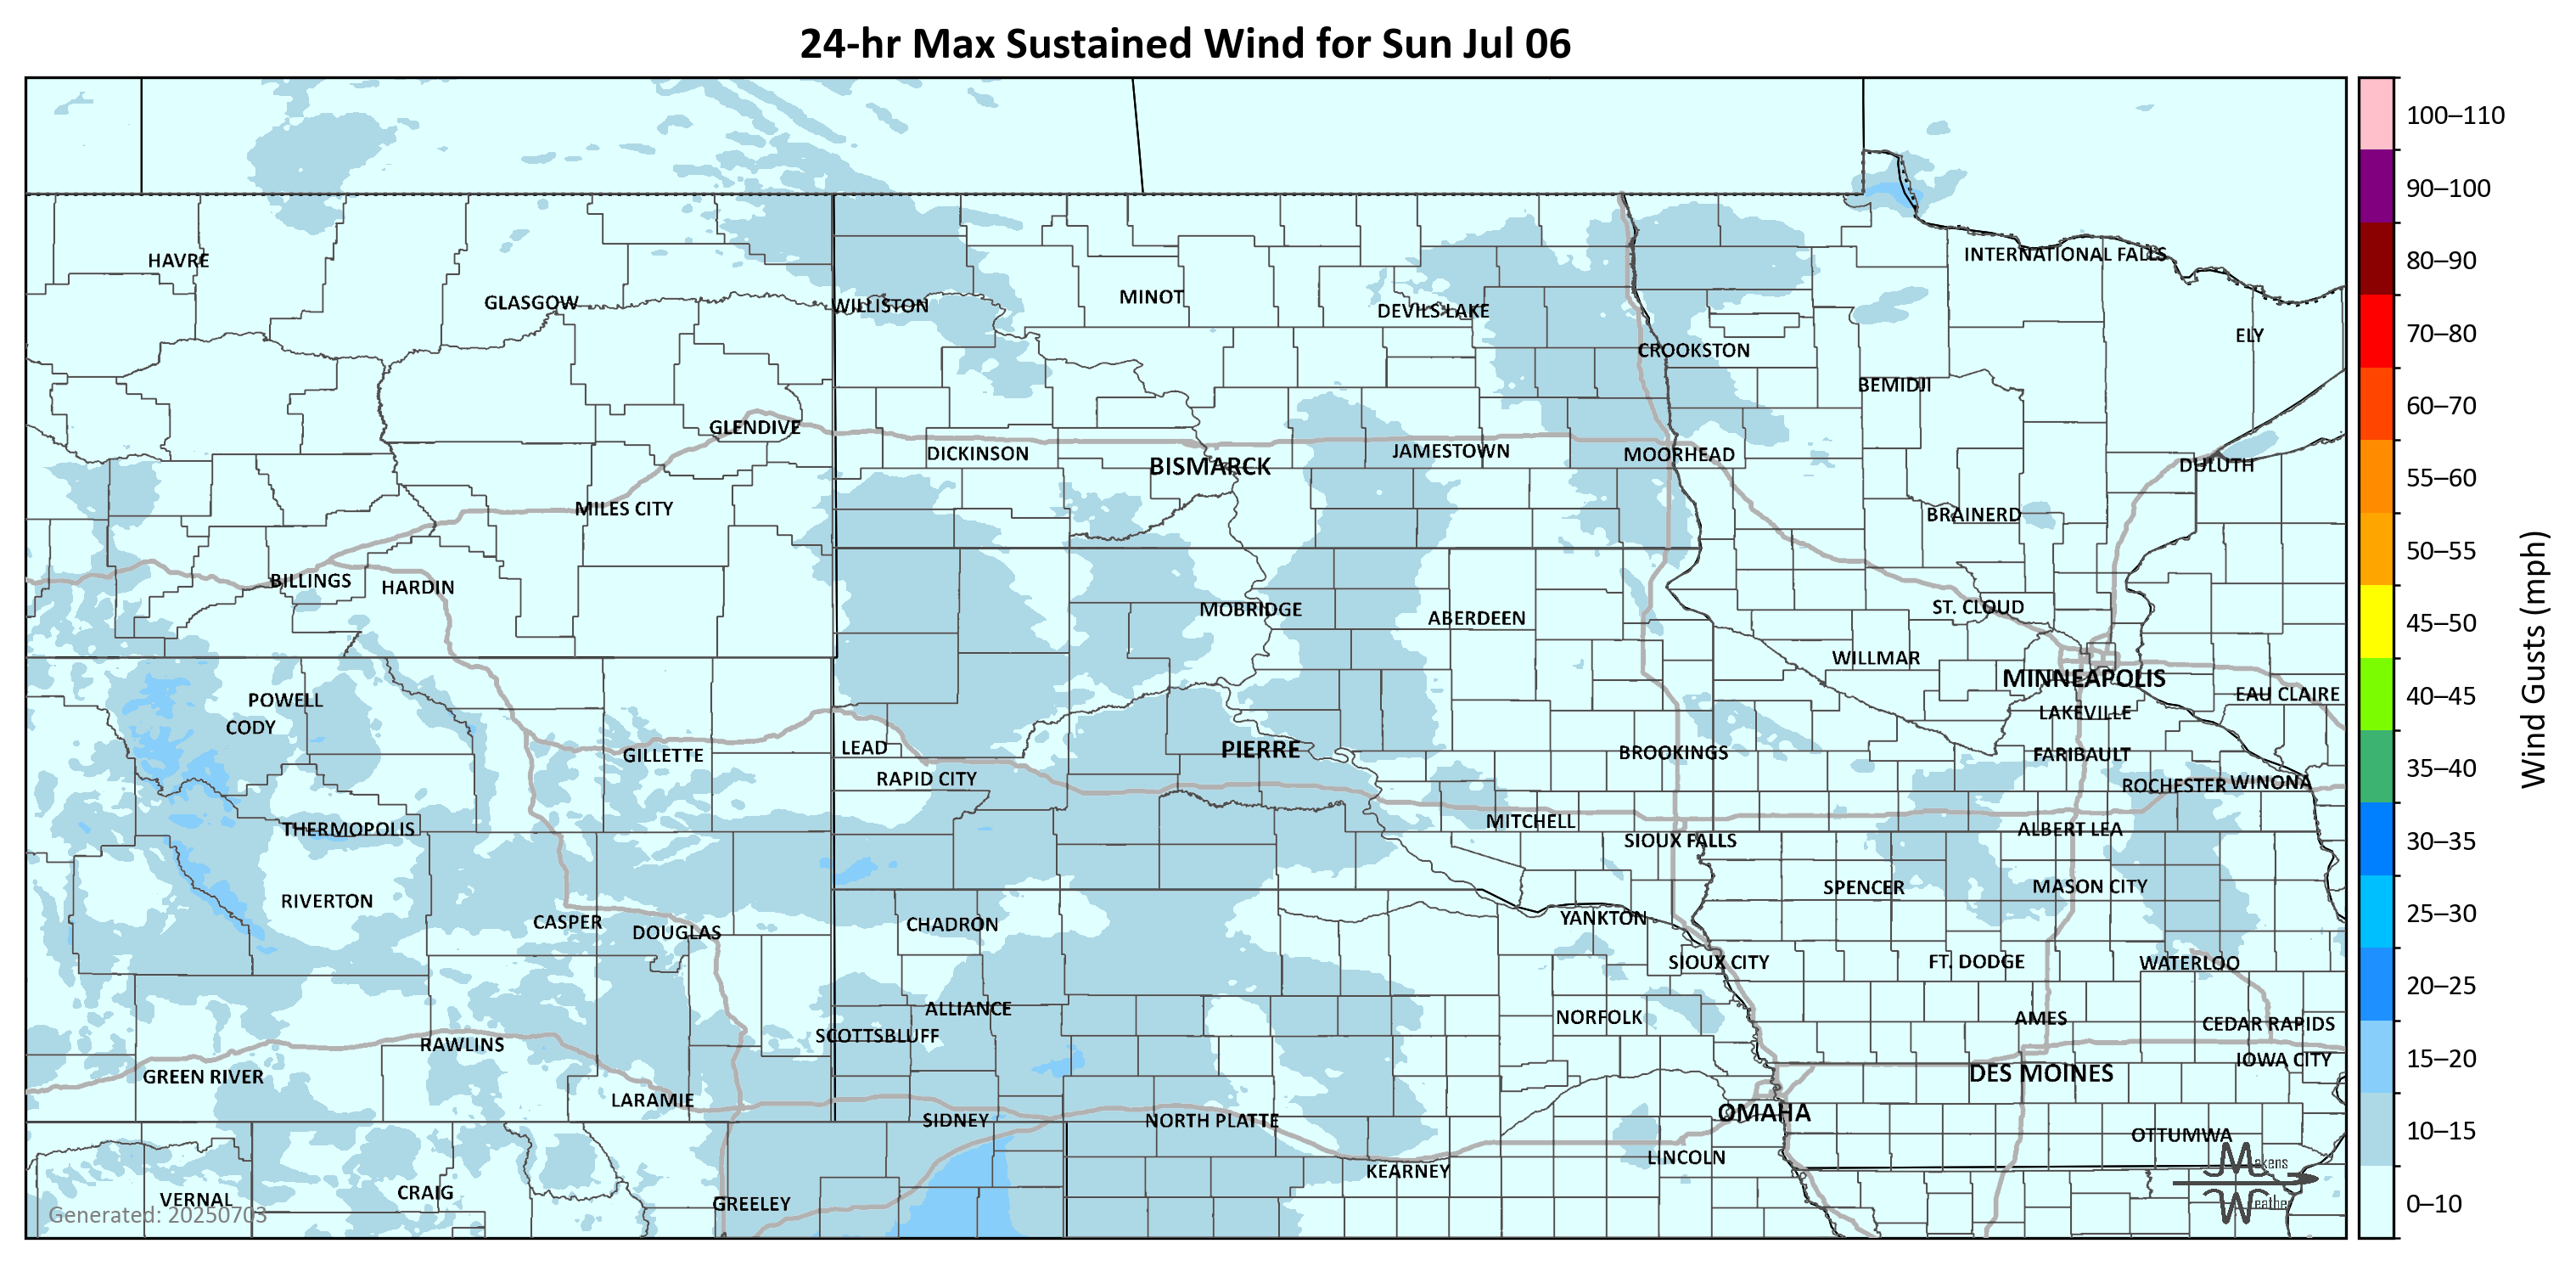 24-hr Max Sustained Wind for Sun Jul 06
100–110
90–100
80–90
70–80
60–70
55–60
50–55
45–50
40–45
35–40
30–35
25–30
20–25
15–20
10–15
0–10
Wind Gusts (mph)
HAVRE
GLASGOW
WILLISTON
MINOT
DEVILS LAKE
INTERNATIONAL FALLS
ELY
CROOKSTON
BEMIDJI
GLENDIVE
DICKINSON
BISMARCK
JAMESTOWN
MOORHEAD
DULUTH
MILES CITY
BRAINERD
BILLINGS
HARDIN
MOBRIDGE
ABERDEEN
ST. CLOUD
WILLMAR
MINNEAPOLIS
EAU CLAIRE
LAKEVILLE
POWELL
CODY
GILLETTE
LEAD
RAPID CITY
PIERRE
BROOKINGS
FARIBAULT
ROCHESTER
WINONA
THERMOPOLIS
MITCHELL
SIOUX FALLS
ALBERT LEA
RIVERTON
SPENCER
MASON CITY
CASPER
DOUGLAS
CHADRON
YANKTON
SIOUX CITY
FT. DODGE
WATERLOO
ALLIANCE
SCOTTSBLUFF
NORFOLK
AMES
CEDAR RAPIDS
RAWLINS
IOWA CITY
GREEN RIVER
DES MOINES
LARAMIE
SIDNEY
NORTH PLATTE
OMAHA
OTTUMWA
KEARNEY
LINCOLN
VERNAL
CRAIG
GREELEY
Makens
Weather
Generated: 20250703